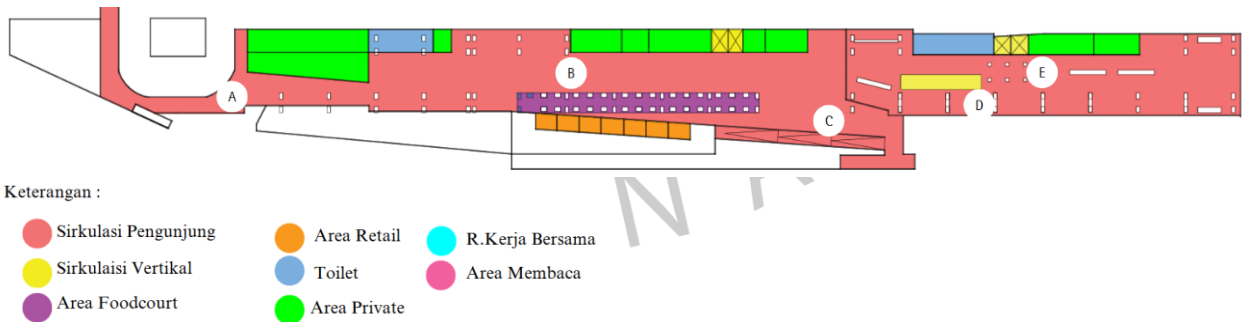 A
B
C
D
E
N A
Keterangan :
Sirkulasi Pengunjung
Area Retail
R.Kerja Bersama
Sirkulaisi Vertikal
Toilet
Area Membaca
Area Foodcourt
Area Private